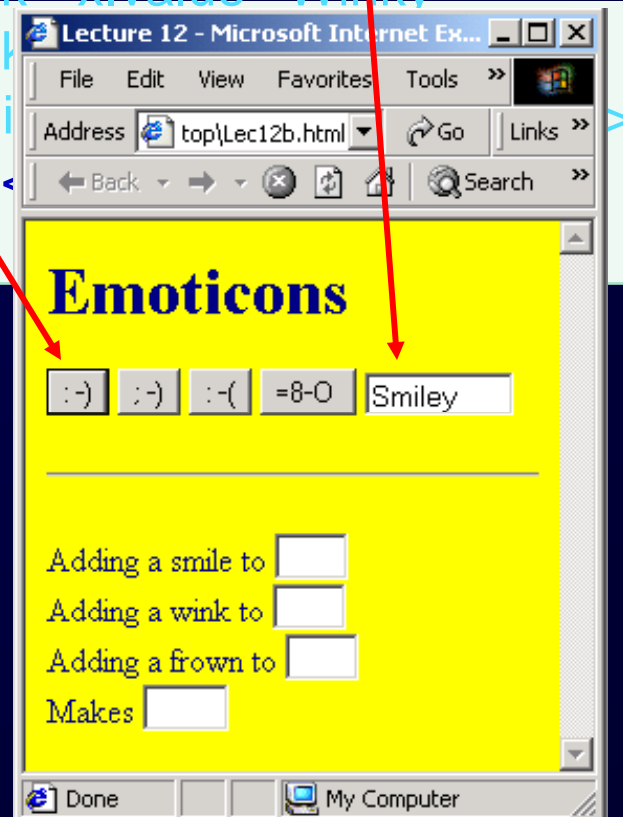 Lecture 12 - Microsoft Internet Ex...
File Edit View Favorites Tools »
Address top\Lec12b.html Go Links » >
< Back Search »
Emoticons
:-) ;-) :-( =8-O Smiley
Adding a smile to
Adding a wink to
Adding a frown to
Makes
Done My Computer